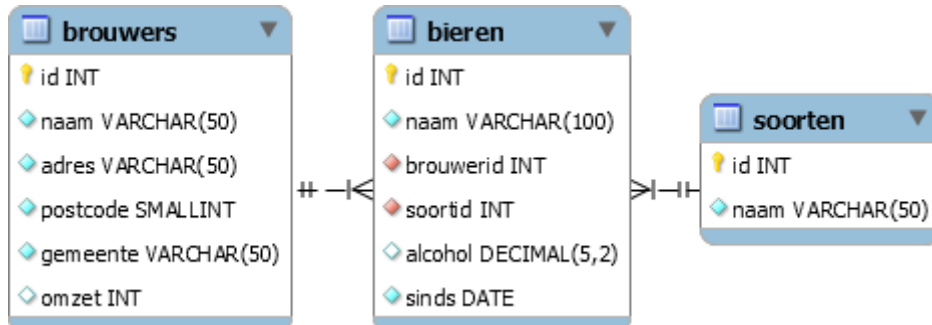 brouwers
id INT
naam VARCHAR(50)
adres VARCHAR(50)
postcode SMALLINT
gemeente VARCHAR(50)
omzet INT
bieren
id INT
naam VARCHAR(100)
brouwerid INT
soortid INT
alcohol DECIMAL(5,2)
sinds DATE
soorten
id INT
naam VARCHAR(50)